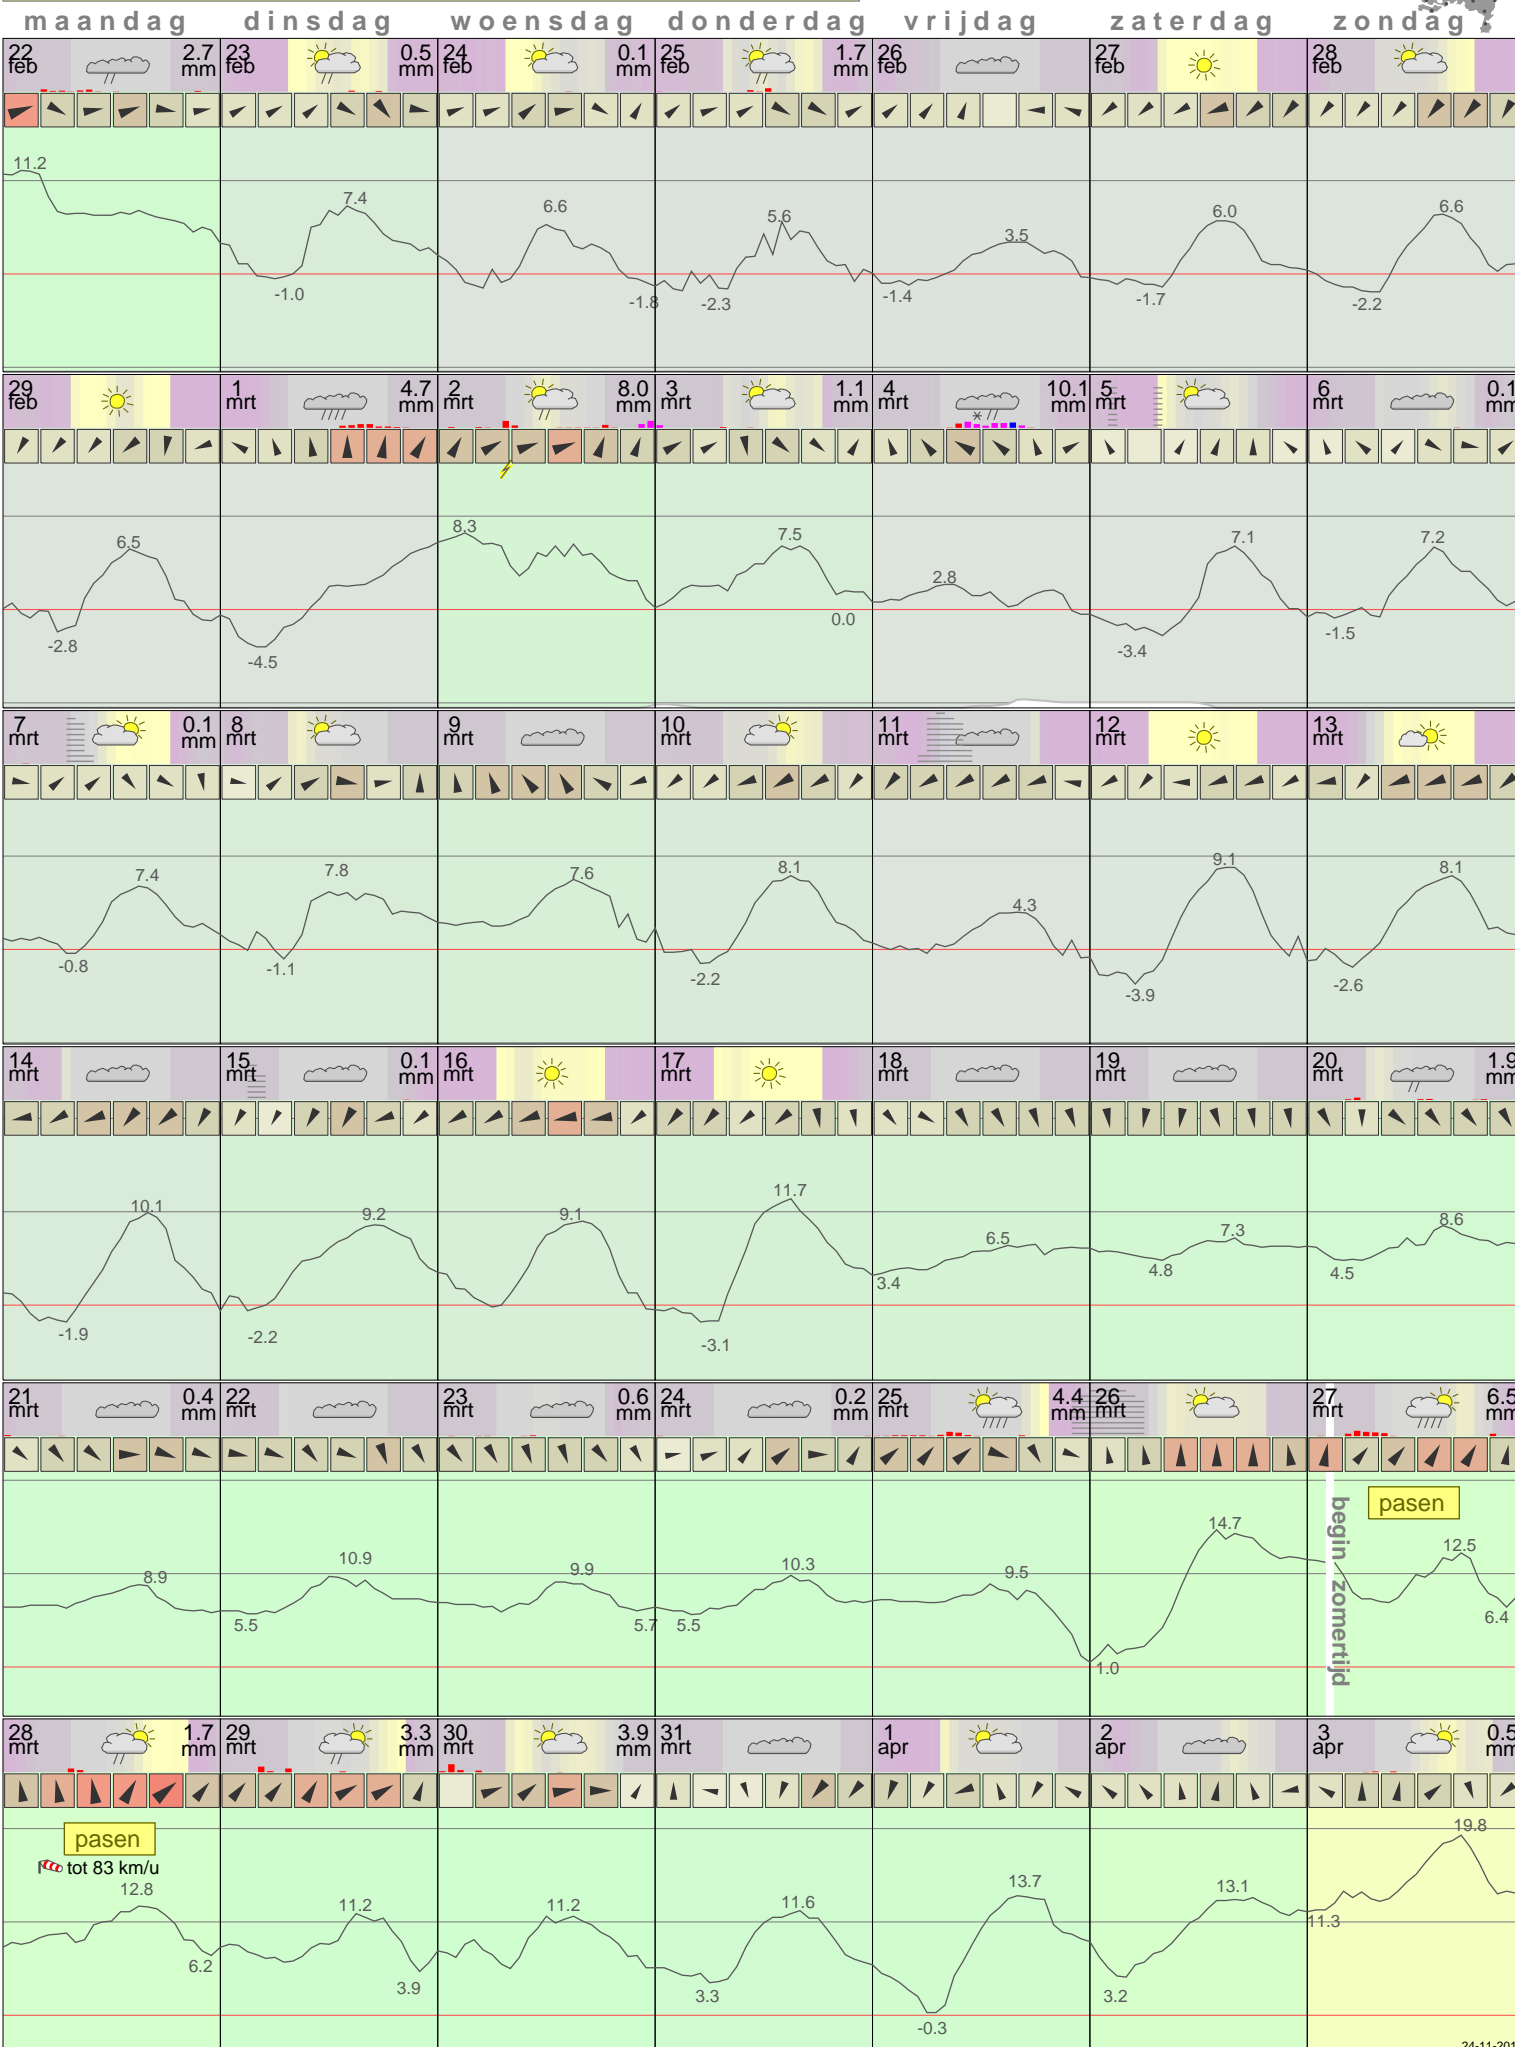 maandag dinsdag woensdag donderdag vrijdag zaterdag zondag
22 feb 2.7 mm 23 feb 0.5 mm 24 feb 0.1 mm 25 feb 1.7 mm 26 feb 27 feb 28 feb
11.2 7.4 6.6 5.6 3.5 6.0 6.6
-1.0 -1.8 -2.3 -1.4 -1.7 -2.2
29 feb 1 mrt 4.7 mm 2 mrt 8.0 mm 3 mrt 1.1 mm 4 mrt 10.1 mm 5 mrt 6 mrt 0.1
6.5 8.3 7.5 2.8 7.1 7.2
-2.8 -4.5 0.0 -3.4 -1.5
7 mrt 0.1 mm 8 mrt 9 mrt 10 mrt 11 mrt 12 mrt 13 mrt
7.4 7.8 7.6 8.1 4.3 9.1 8.1
-0.8 -1.1 -2.2 -3.9 -2.6
14 mrt 15 mrt 0.1 mm 16 mrt 17 mrt 18 mrt 19 mrt 20 mrt 1.9 mm
10.1 9.2 9.1 11.7 6.5 7.3 8.6
-1.9 -2.2 -3.1 3.4 4.8 4.5
21 mrt 0.4 mm 22 mrt 23 mrt 0.6 mm 24 mrt 0.2 mm 25 mrt 4.4 mm 26 mrt 27 mrt 6.5 mm
begin zomertijd
pasen
8.9 10.9 9.9 10.3 9.5 14.7 12.5
5.5 5.7 5.5 1.0 6.4
28 mrt 1.7 mm 29 mrt 3.3 mm 30 mrt 3.9 mm 31 mrt 1 apr 2 apr 3 apr 0.5 mm
pasen
tot 83 km/u
12.8 11.2 11.2 11.6 13.7 13.1 19.8
6.2 3.9 3.3 -0.3 3.2 11.3
24-11-201